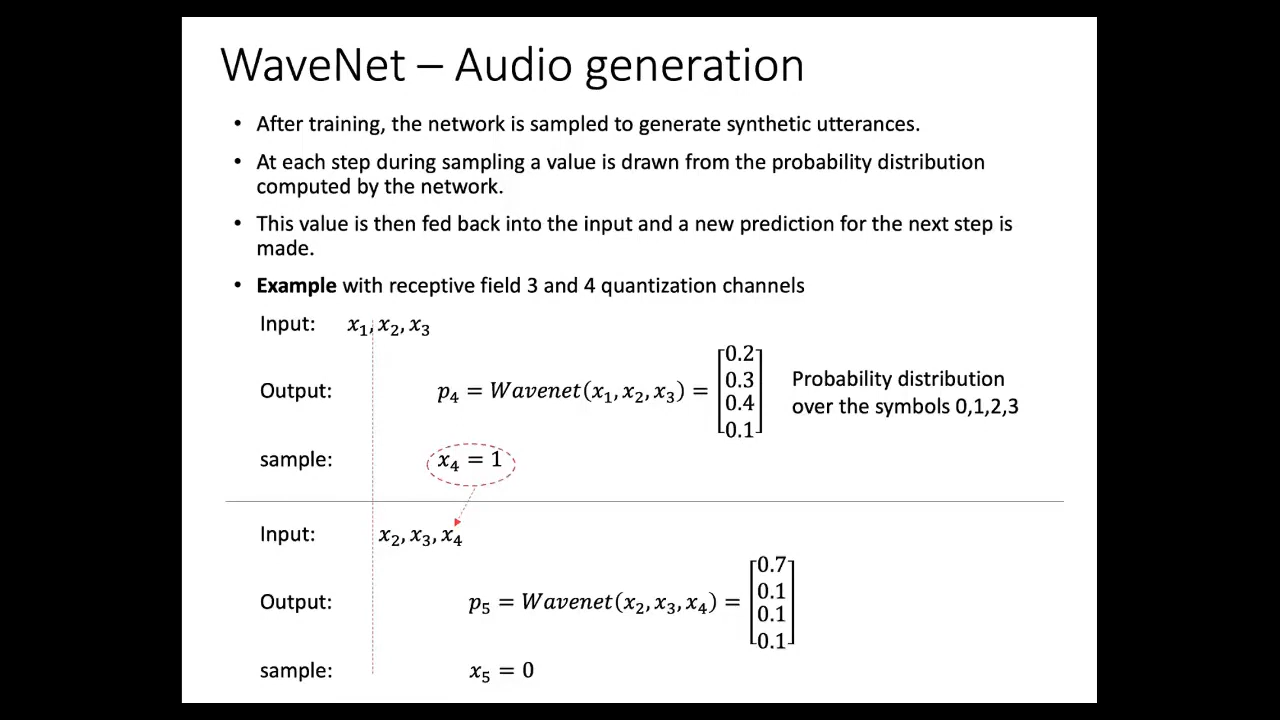 WaveNet – Audio generation
• After training, the network is sampled to generate synthetic utterances.
• At each step during sampling a value is drawn from the probability distribution
computed by the network.
• This value is then fed back into the input and a new prediction for the next step is
made.
• Example with receptive field 3 and 4 quantization channels
Input: x₁, x₂, x₃
Output: p₄ = Wavenet(x₁, x₂, x₃) = [0.2 0.3 0.4 0.1]
Probability distribution
over the symbols 0,1,2,3
sample: x₄ = 1
Input: x₂, x₃, x₄
Output: p₅ = Wavenet(x₂, x₃, x₄) = [0.7 0.1 0.1 0.1]
sample: x₅ = 0